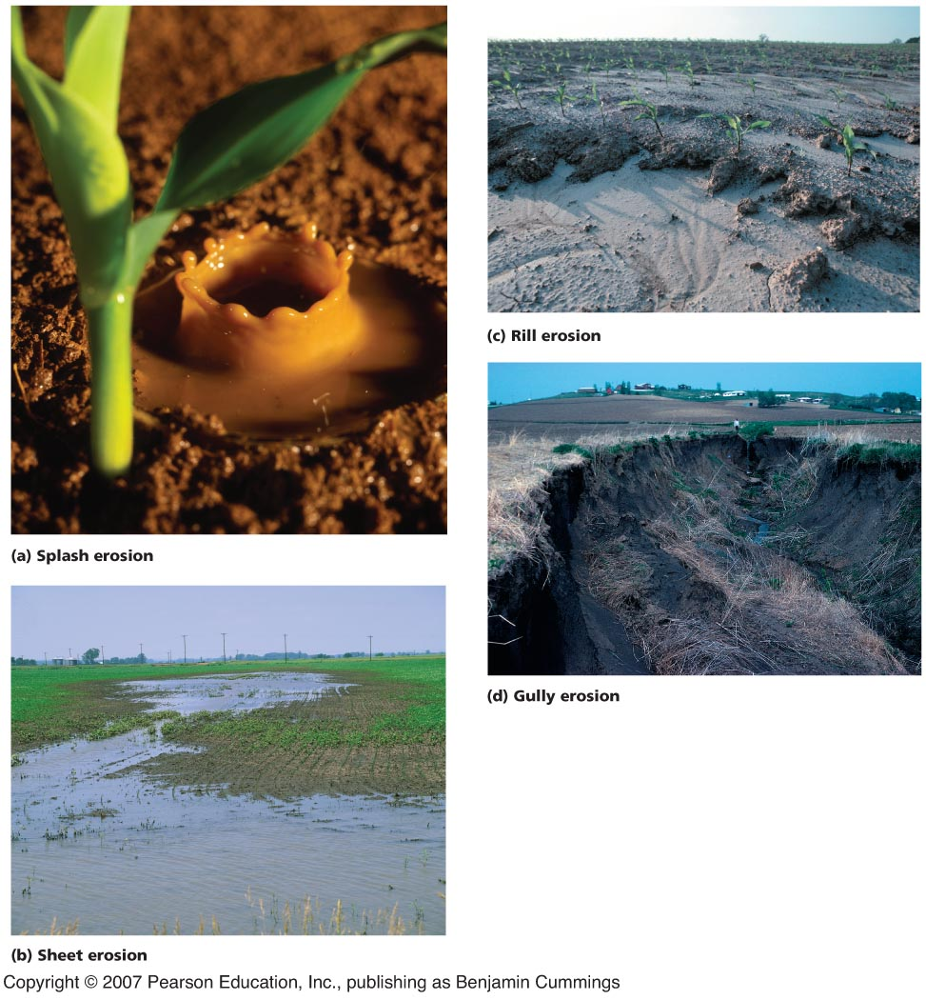 (a) Splash erosion
(b) Sheet erosion
(c) Rill erosion
(d) Gully erosion
Copyright © 2007 Pearson Education, Inc., publishing as Benjamin Cummings